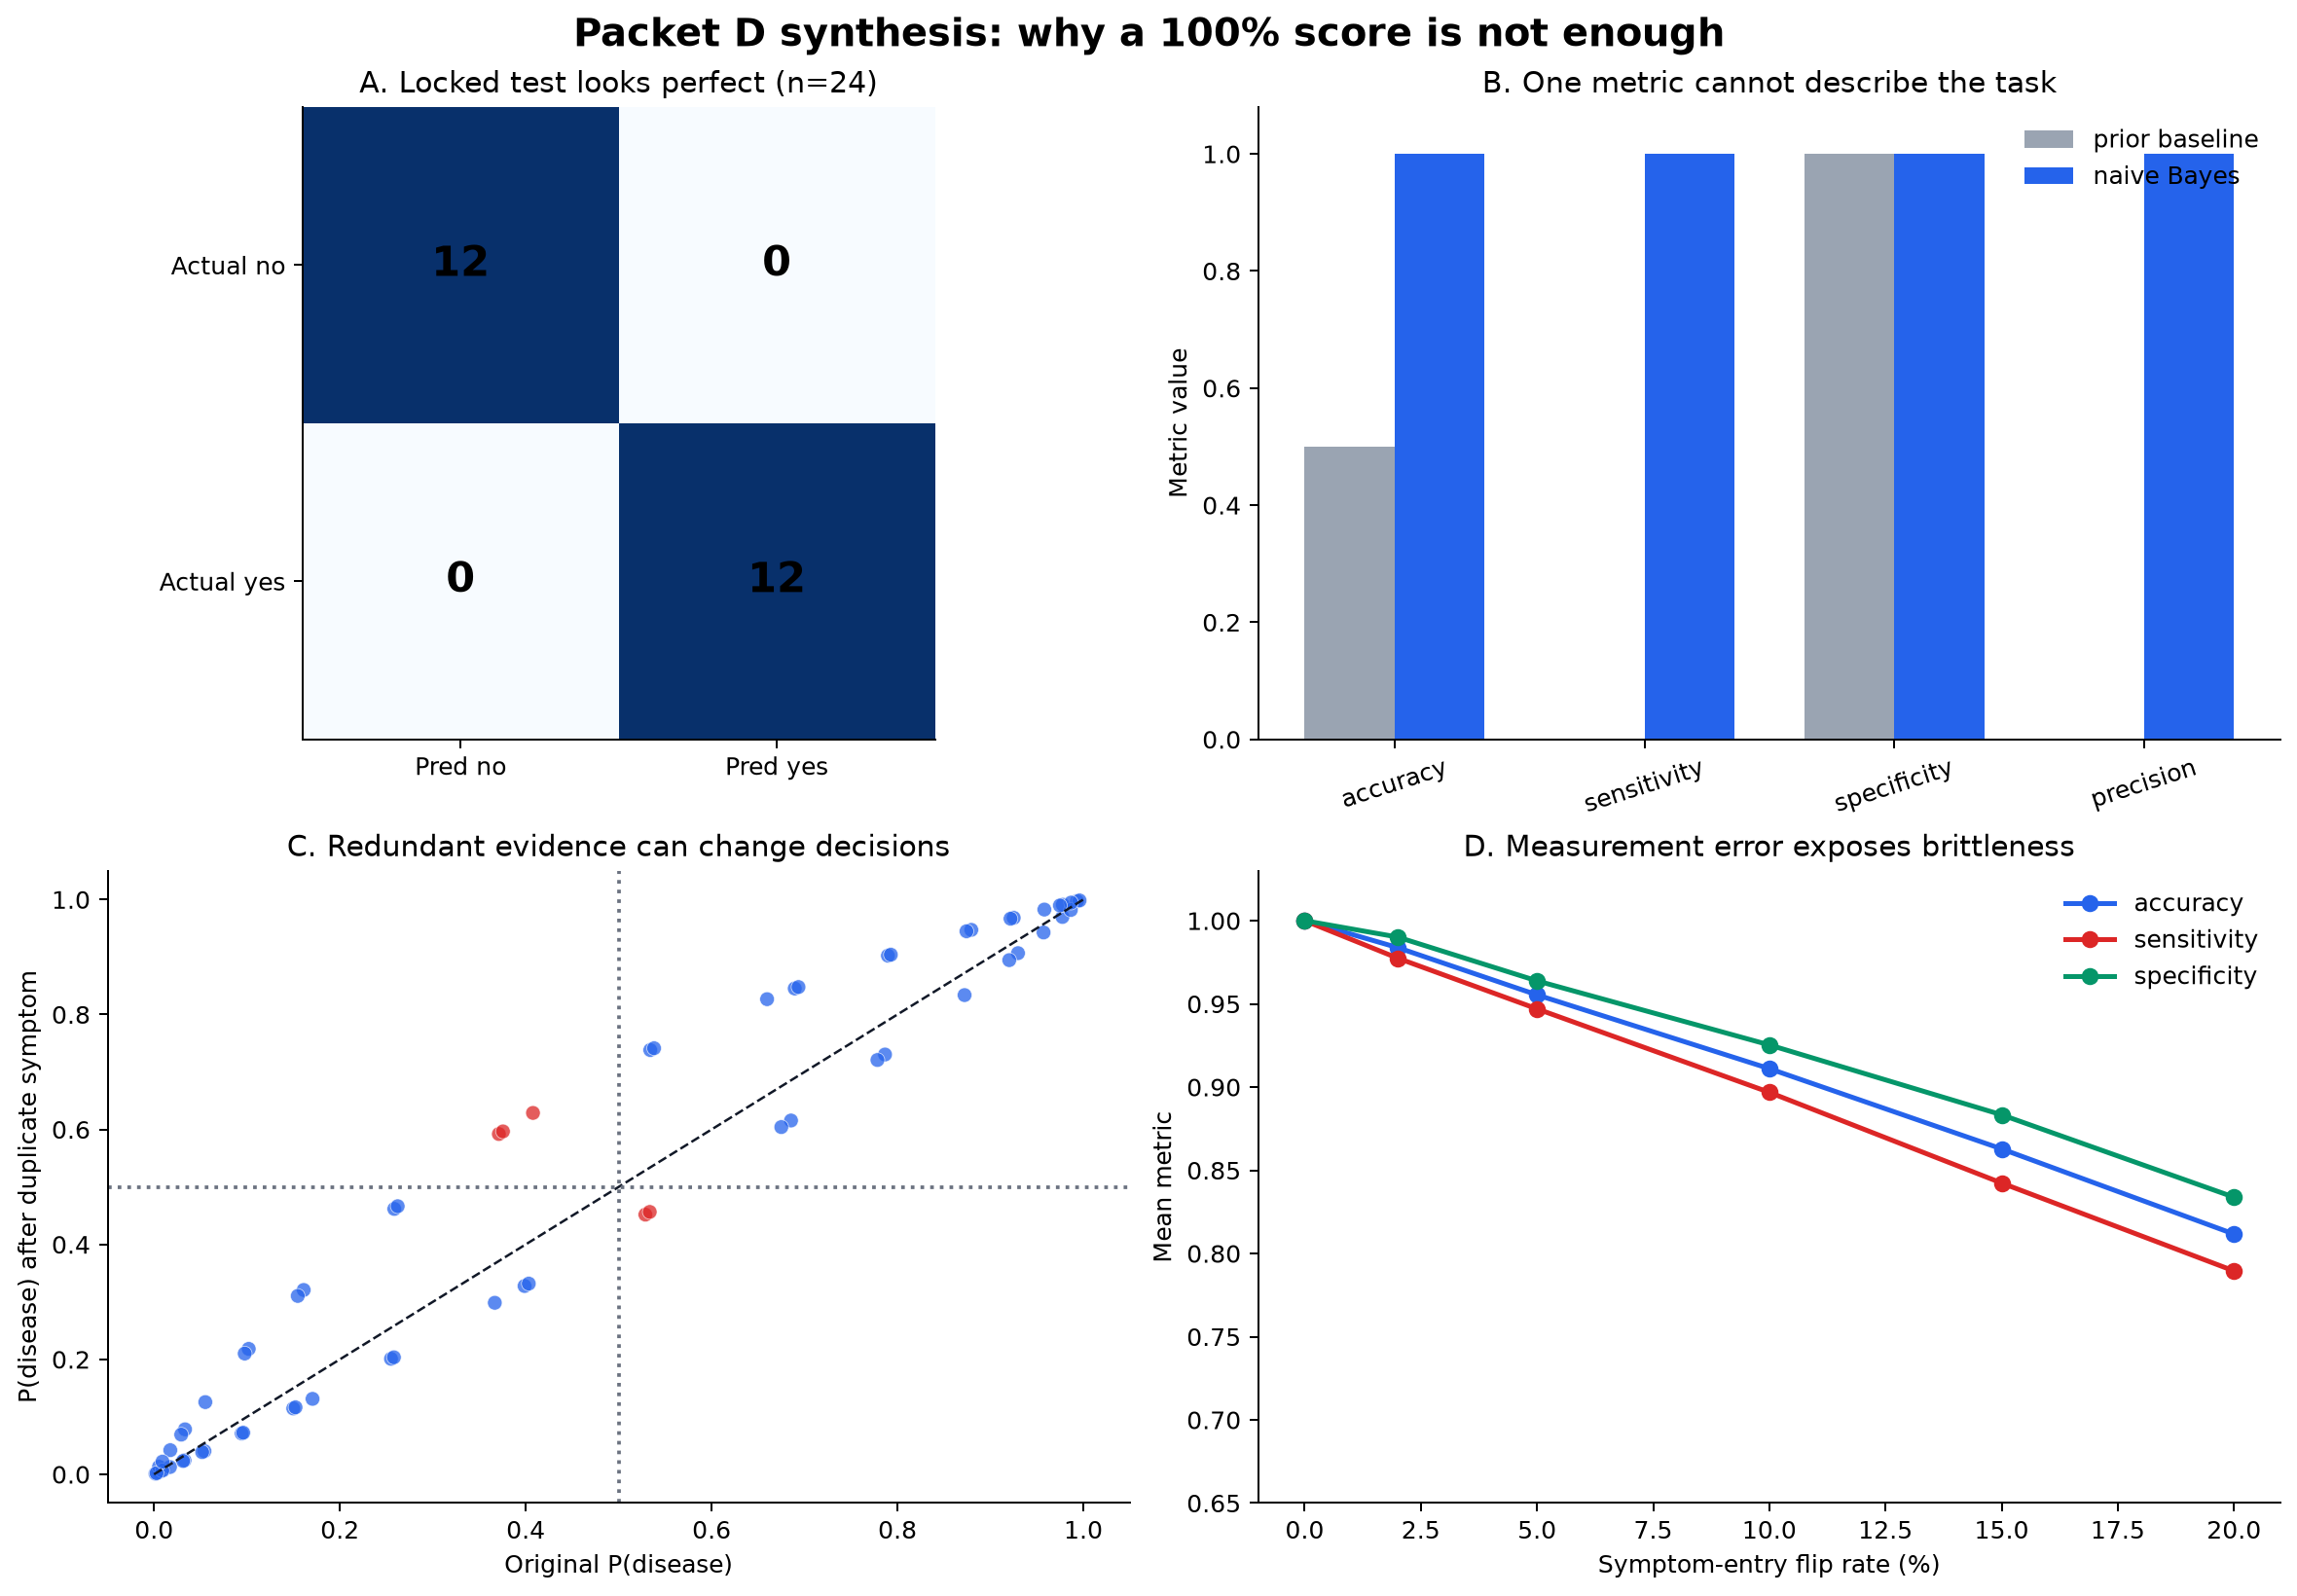 Packet D synthesis: why a 100% score is not enough
A. Locked test looks perfect (n=24)
Actual no
Actual yes
12
0
0
12
Pred no
Pred yes
B. One metric cannot describe the task
Metric value
1.0
0.8
0.6
0.4
0.2
0.0
prior baseline
naive Bayes
accuracy
sensitivity
specificity
precision
C. Redundant evidence can change decisions
P(disease) after duplicate symptom
1.0
0.8
0.6
0.4
0.2
0.0
0.0
0.2
0.4
0.6
0.8
1.0
Original P(disease)
D. Measurement error exposes brittleness
Mean metric
1.00
0.95
0.90
0.85
0.80
0.75
0.70
0.65
accuracy
sensitivity
specificity
0.0
2.5
5.0
7.5
10.0
12.5
15.0
17.5
20.0
Symptom-entry flip rate (%)